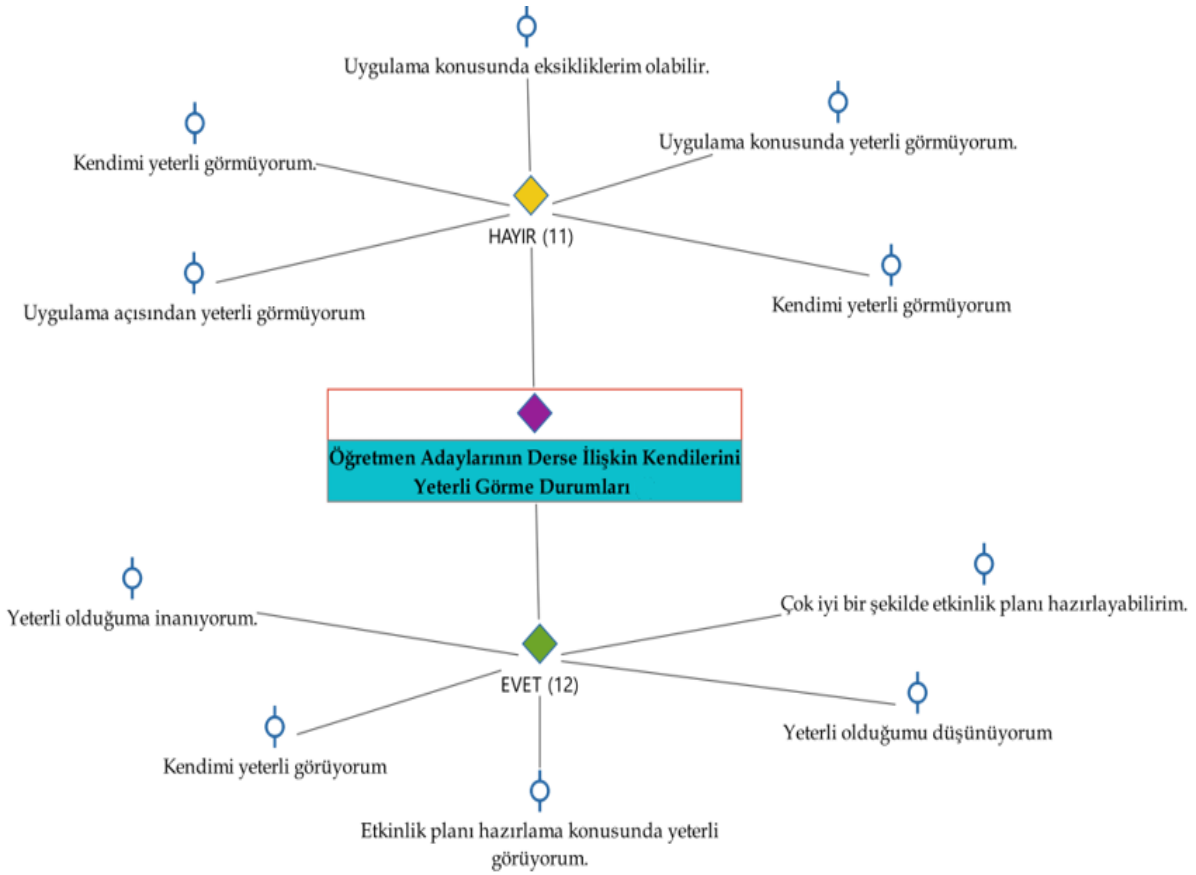 Uygulama konusunda eksikliklerim olabilir.
Uygulama konusunda yeterli görmüyorum.
Kendimi yeterli görmüyorum.
HAYIR (11)
Uygulama açısından yeterli görmüyorum
Kendimi yeterli görmüyorum
Öğretmen Adaylarının Derse İlişkin Kendilerini
Yeterli Görme Durumları
Yeterli olduğuma inanıyorum.
Çok iyi bir şekilde etkinlik planı hazırlayabilirim.
EVET (12)
Yeterli olduğumu düşünüyorum
Kendimi yeterli görüyorum
Etkinlik planı hazırlama konusunda yeterli
görüyorum.